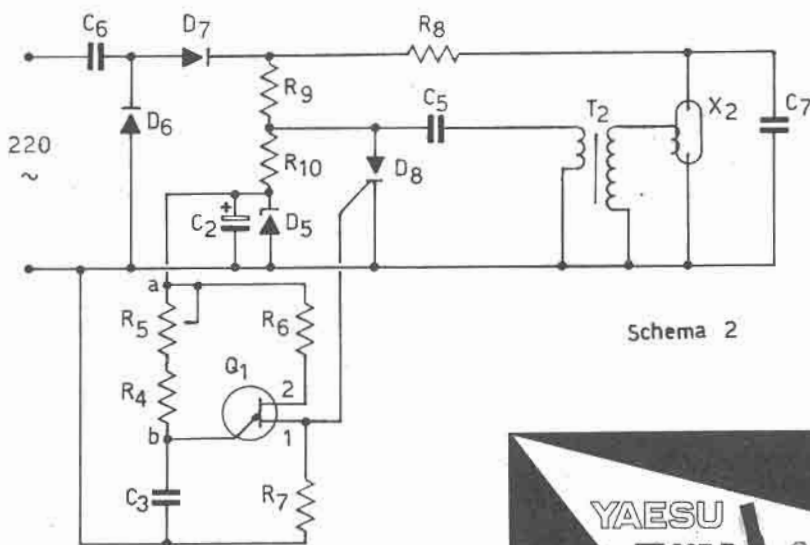 C6
D7
R8
R9
C5
T2
X2
C7
D6
220
~
R10
D8
+
C2
D5
a
R5
R6
Schema 2
Q1
R4
2
b
1
C3
R7
YAESU